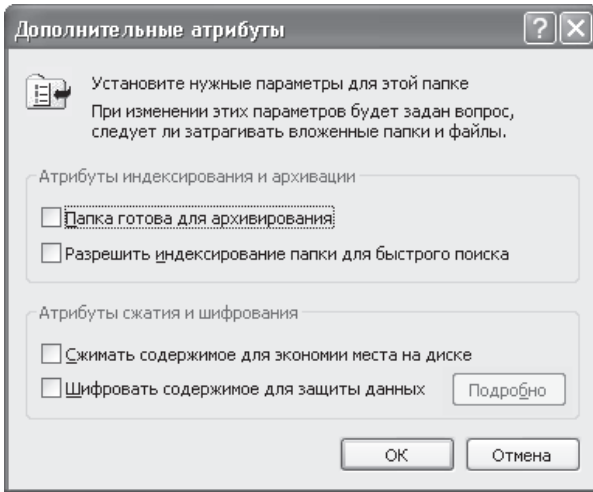 Дополнительные атрибуты
Установите нужные параметры для этой папке
При изменении этих параметров будет задан вопрос,
следует ли затрагивать вложенные папки и файлы.
Атрибуты индексирования и архивации
Папка готова для архивирования
Разрешить индексирование папки для быстрого поиска
Атрибуты сжатия и шифрования
Сжимать содержимое для экономии места на диске
Шифровать содержимое для защиты данных
Подробно
ОК
Отмена